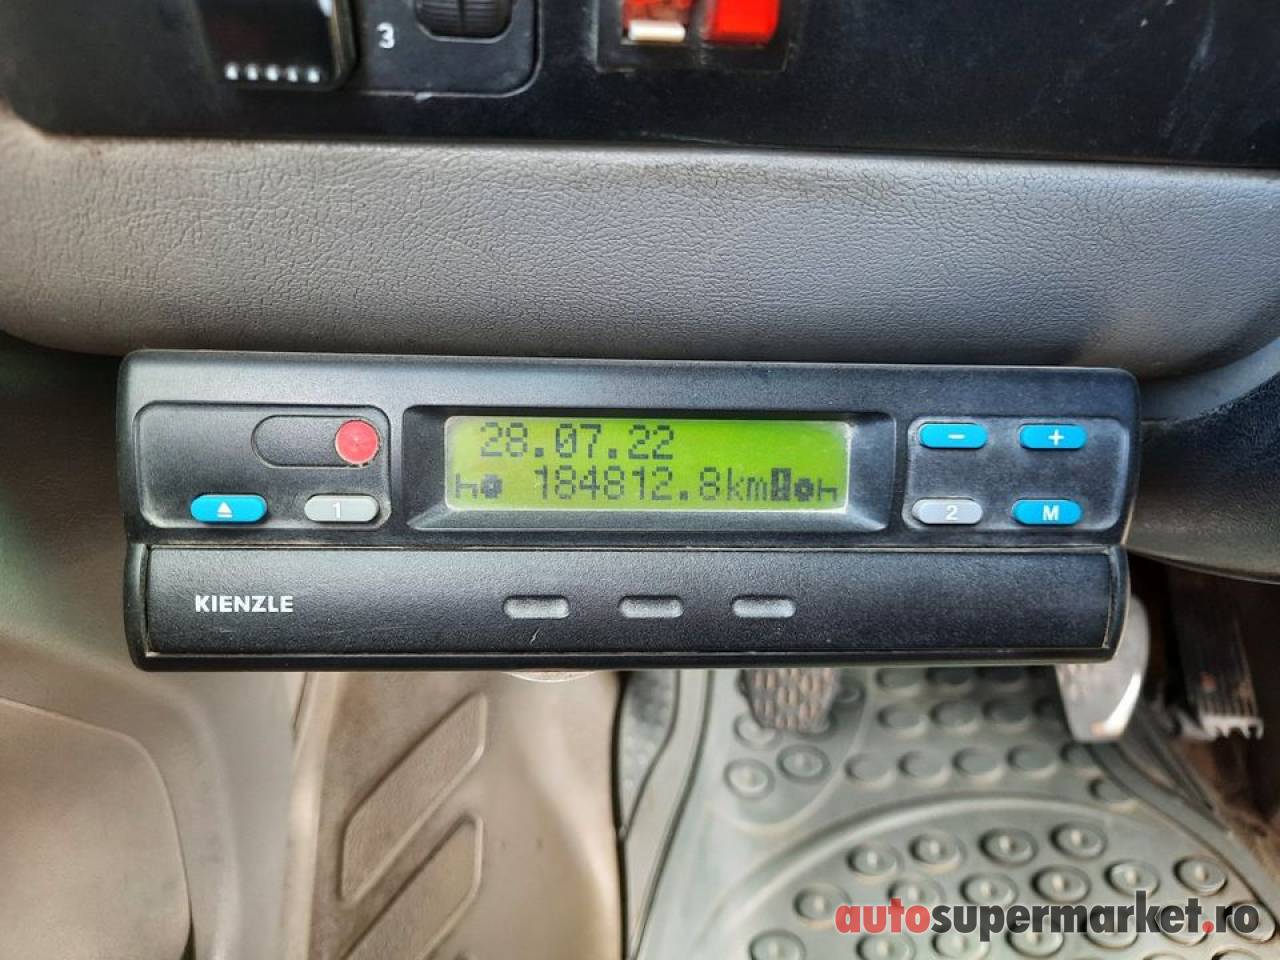 3
28.07.22
184812.8km
1
2
M
KIENZLE
autosupermarket.ro